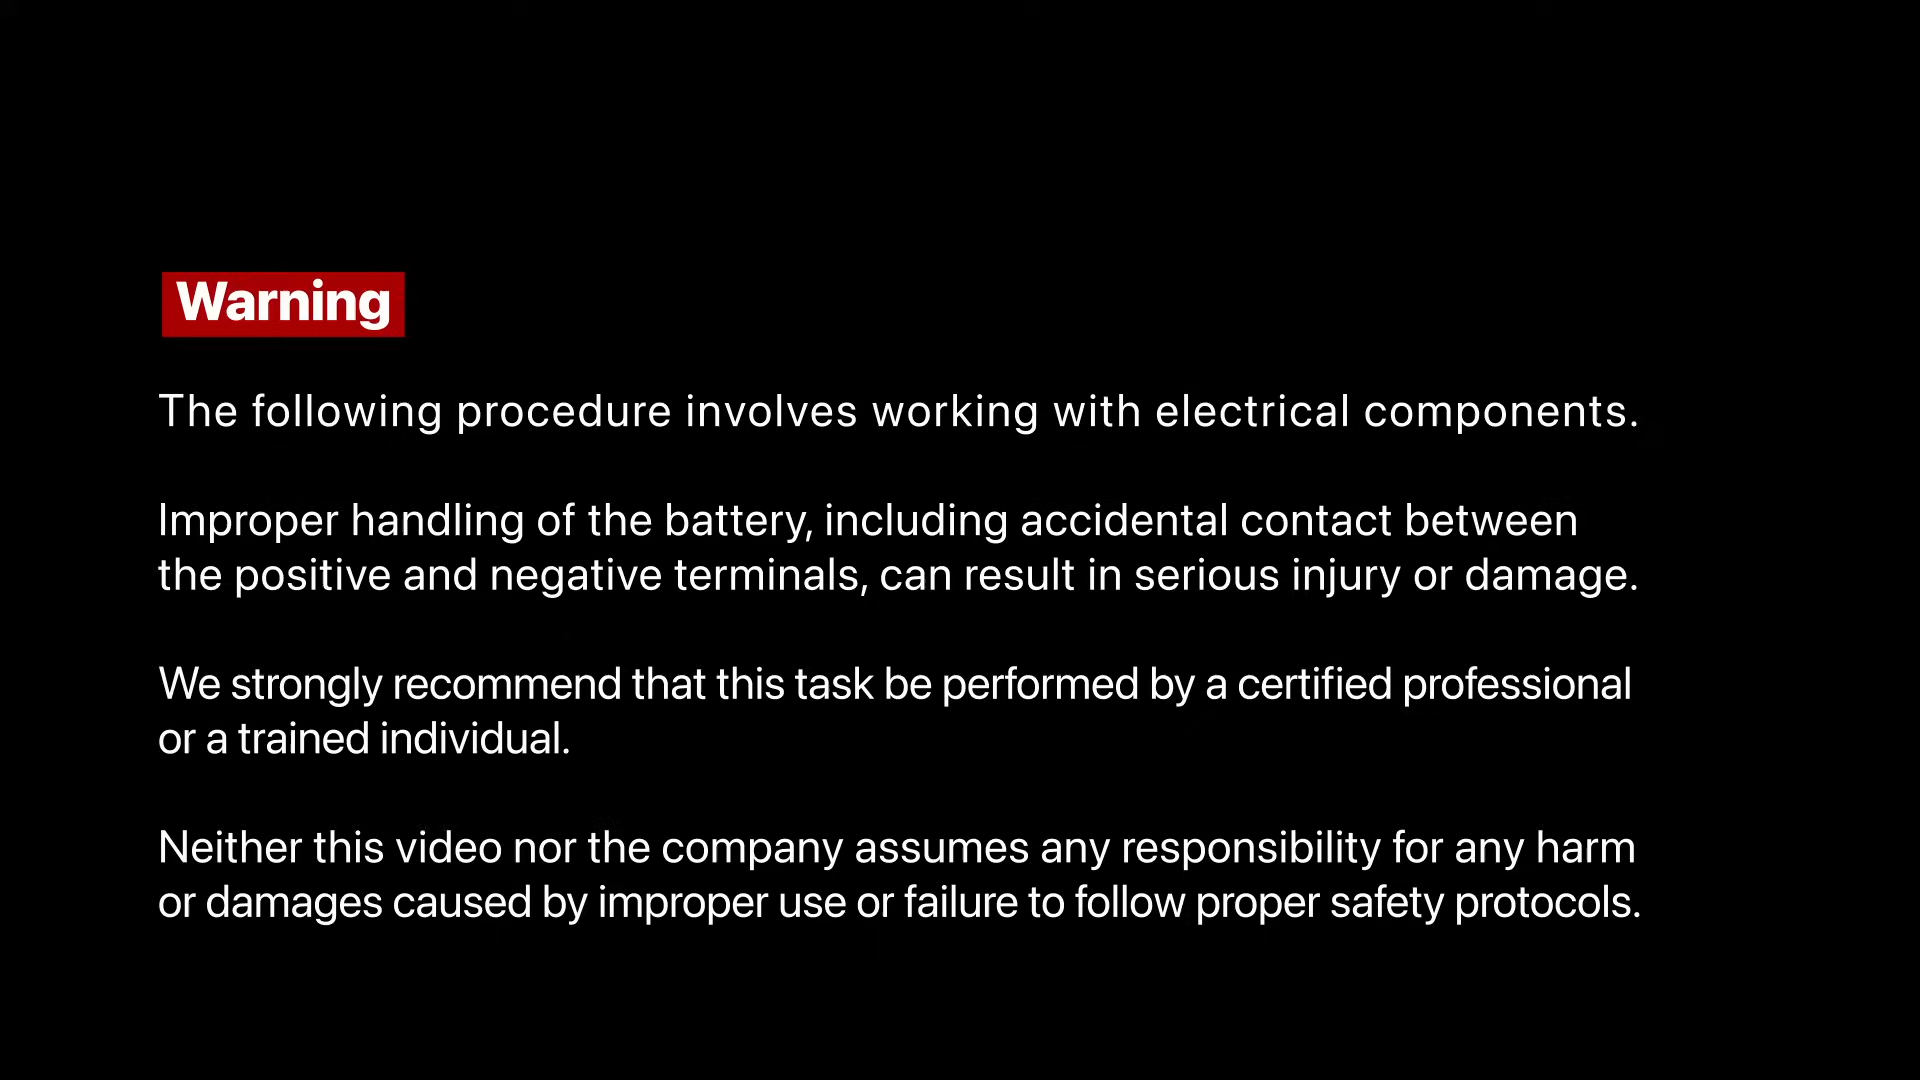 Warning
The following procedure involves working with electrical components.
Improper handling of the battery, including accidental contact between
the positive and negative terminals, can result in serious injury or damage.
We strongly recommend that this task be performed by a certified professional
or a trained individual.
Neither this video nor the company assumes any responsibility for any harm
or damages caused by improper use or failure to follow proper safety protocols.